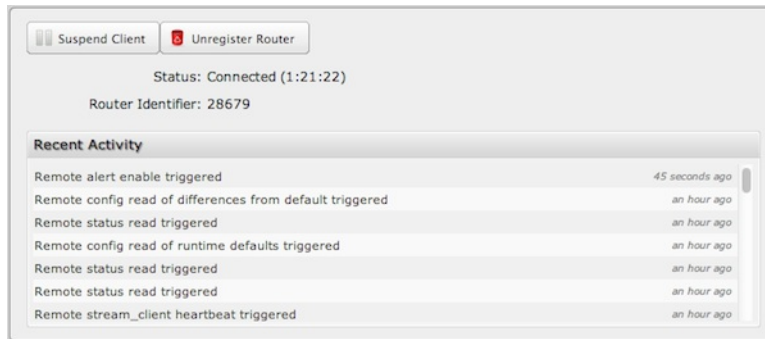 Suspend Client Unregister Router
Status: Connected (1:21:22)
Router Identifier: 28679
Recent Activity
Remote alert enable triggered 45 seconds ago
Remote config read of differences from default triggered an hour ago
Remote status read triggered an hour ago
Remote config read of runtime defaults triggered an hour ago
Remote status read triggered an hour ago
Remote status read triggered an hour ago
Remote stream_client heartbeat triggered an hour ago